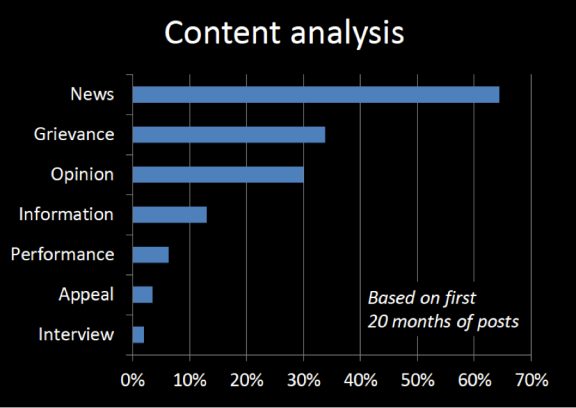 Content analysis
News
Grievance
Opinion
Information
Performance
Appeal
Interview
Based on first
20 months of posts
0% 10% 20% 30% 40% 50% 60% 70%